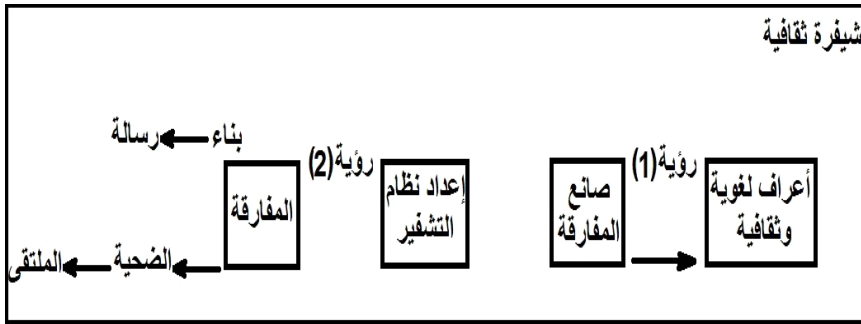 شيفرة ثقافية
أعراف لغوية
وثقافية
رؤية(1)
صانع
المفارقة
إعداد نظام
التشفير
رؤية(2)
المفارقة
بناء
رسالة
الضحية
الملتقى